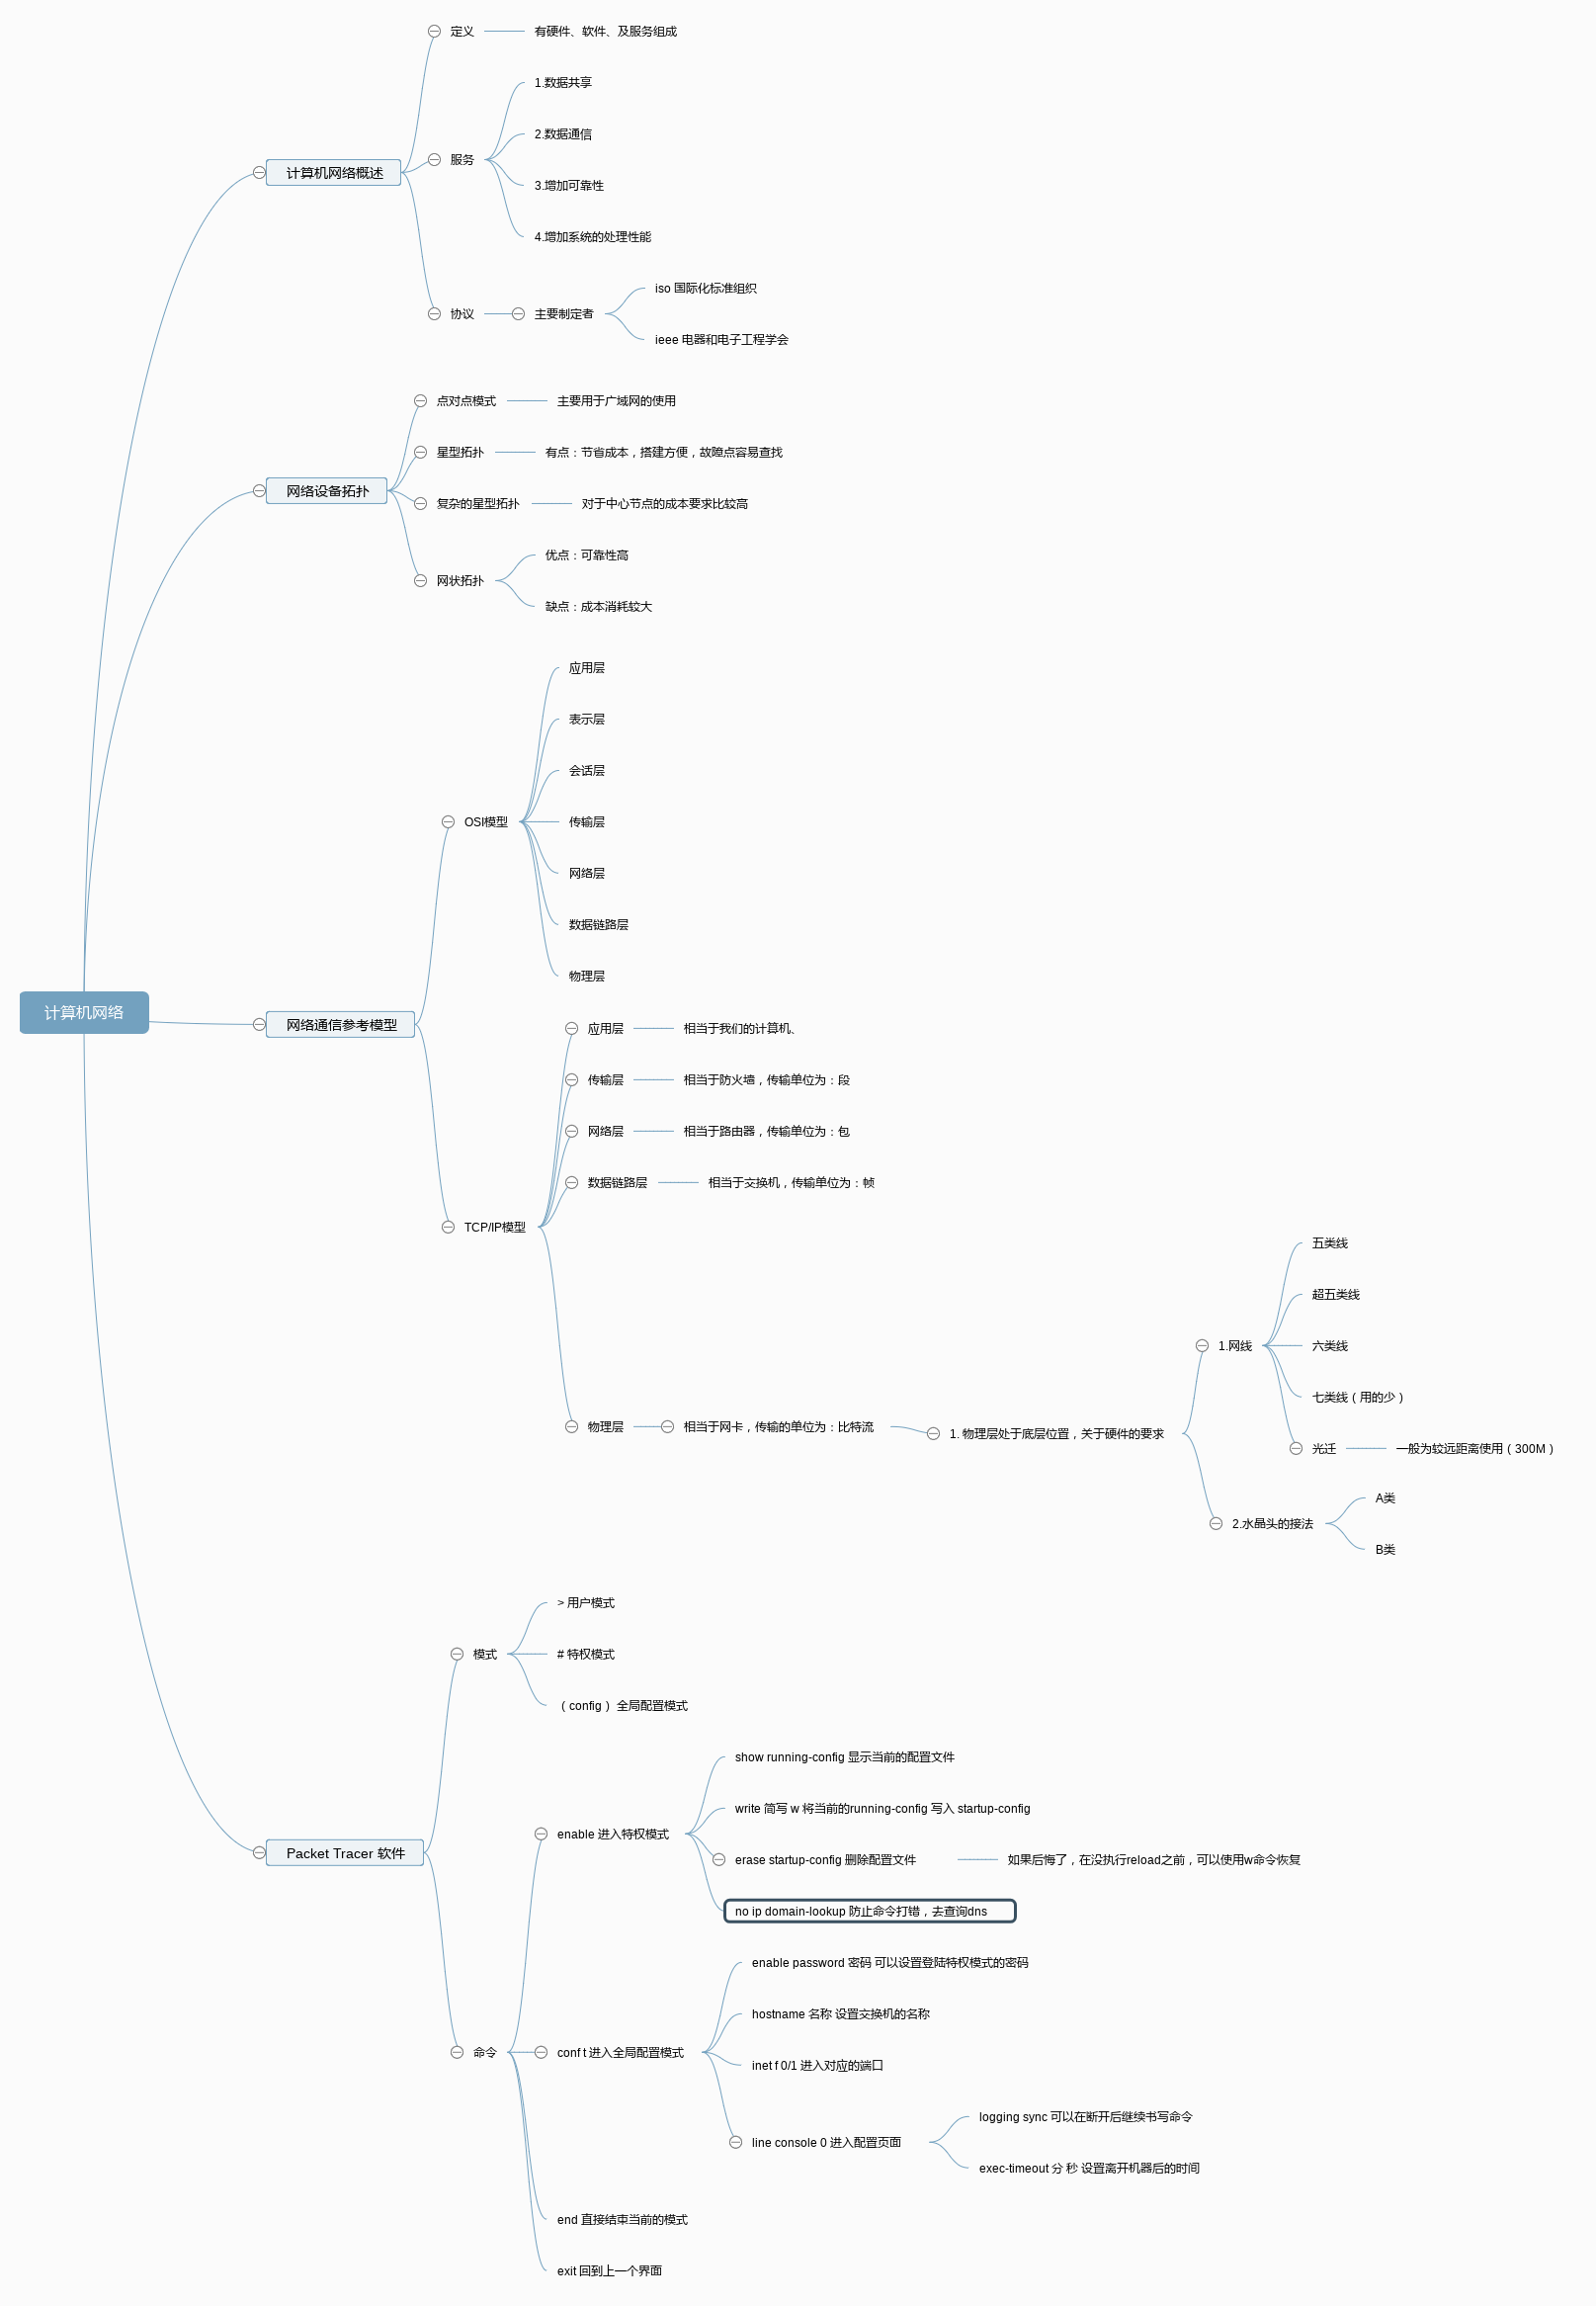 计算机网络
计算机网络概述
定义
有硬件、软件、及服务组成
服务
1.数据共享
2.数据通信
3.增加可靠性
4.增加系统的处理性能
协议
主要制定者
iso 国际化标准组织
ieee 电器和电子工程学会
网络设备拓扑
点对点模式
主要用于广域网的使用
星型拓扑
有点：节省成本，搭建方便，故障点容易查找
复杂的星型拓扑
对于中心节点的成本要求比较高
网状拓扑
优点：可靠性高
缺点：成本消耗较大
网络通信参考模型
OSI模型
应用层
表示层
会话层
传输层
网络层
数据链路层
物理层
TCP/IP模型
应用层
相当于我们的计算机、
传输层
相当于防火墙，传输单位为：段
网络层
相当于路由器，传输单位为：包
数据链路层
相当于交换机，传输单位为：帧
物理层
相当于网卡，传输的单位为：比特流
1. 物理层处于底层位置，关于硬件的要求
1.网线
五类线
超五类线
六类线
七类线（用的少）
光迁
一般为较远距离使用（300M）
2.水晶头的接法
A类
B类
Packet Tracer 软件
模式
> 用户模式
# 特权模式
（config） 全局配置模式
命令
enable 进入特权模式
show running-config 显示当前的配置文件
write 简写 w 将当前的running-config 写入 startup-config
erase startup-config 删除配置文件
如果后悔了，在没执行reload之前，可以使用w命令恢复
no ip domain-lookup 防止命令打错，去查询dns
conf t 进入全局配置模式
enable password 密码 可以设置登陆特权模式的密码
hostname 名称 设置交换机的名称
inet f 0/1 进入对应的端口
line console 0 进入配置页面
logging sync 可以在断开后继续书写命令
exec-timeout 分 秒 设置离开机器后的时间
end 直接结束当前的模式
exit 回到上一个界面